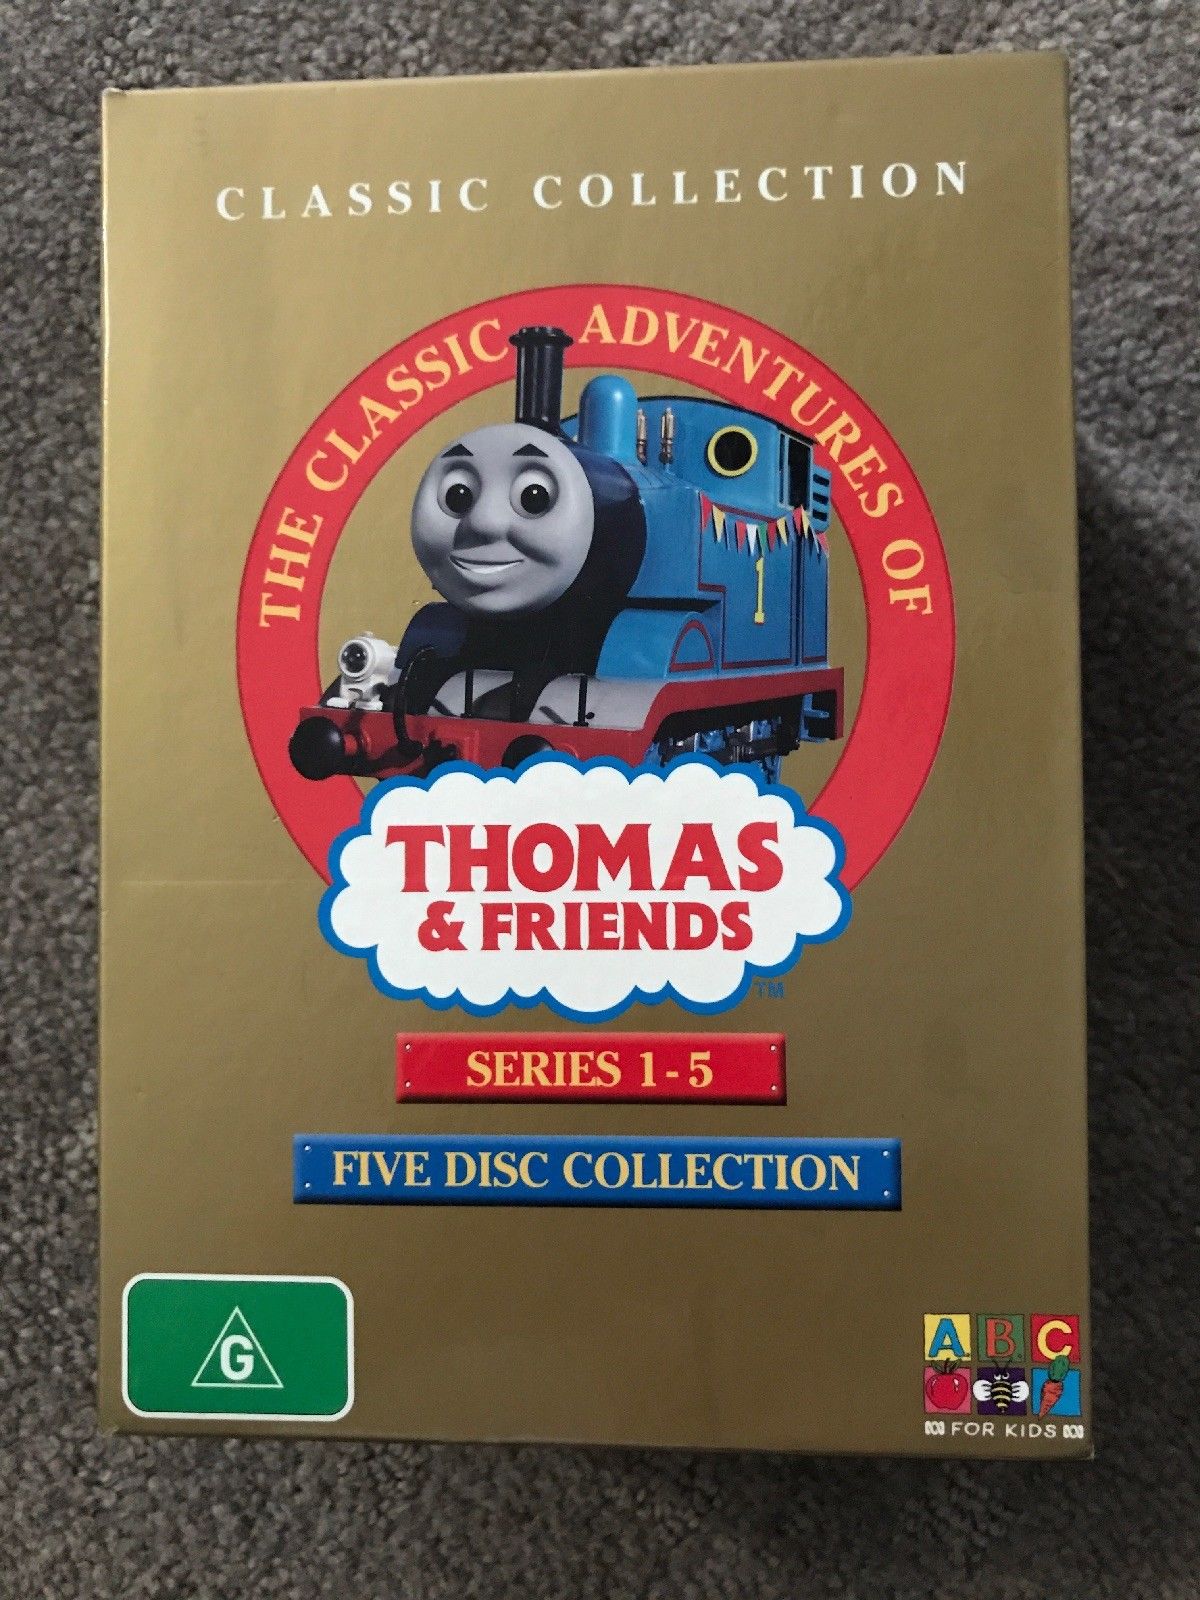 CLASSIC COLLECTION
THE CLASSIC ADVENTURES OF
1
THOMAS
& FRIENDS
TM
SERIES 1-5
FIVE DISC COLLECTION
G
A.B.C
FOR KIDS